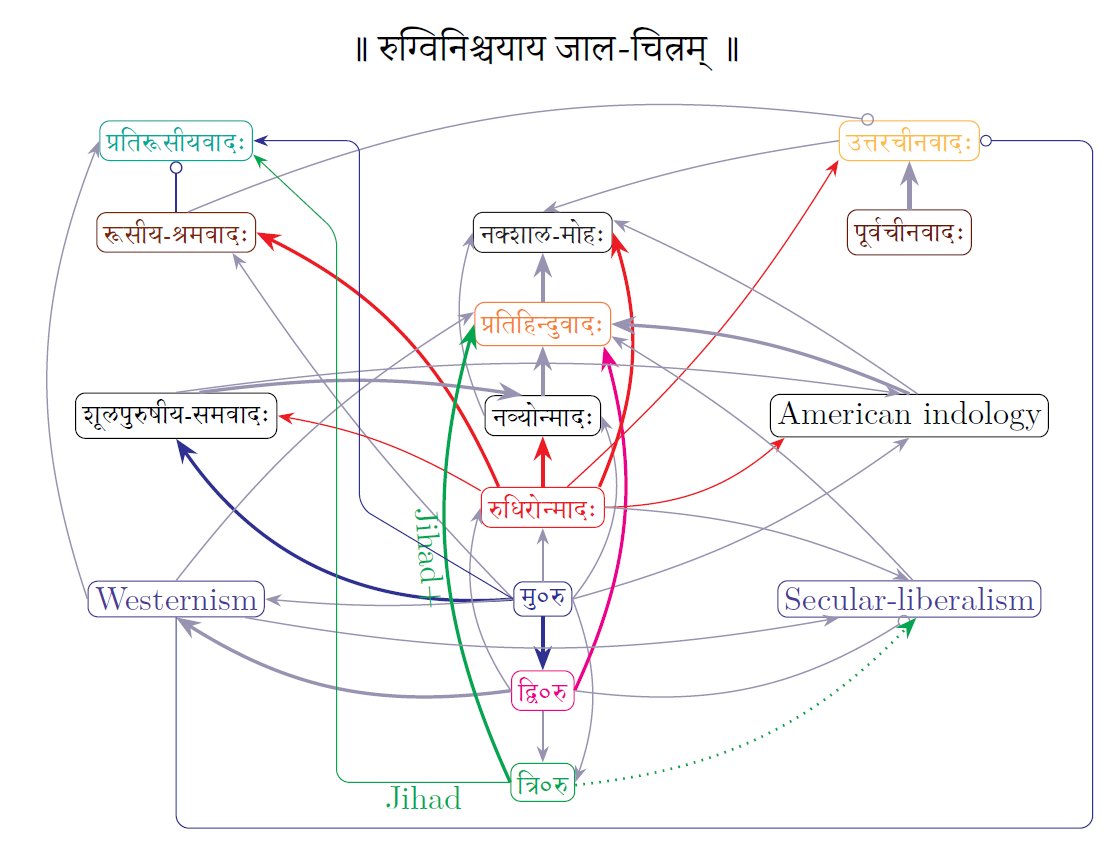 ॥ रुग्विनिश्चयाय जाल-चित्रम् ॥
प्रतिरूसीयवादः
उत्तरचीनवादः
रूसीय-श्रमवादः
नक्शाल-मोहः
पूर्वचीनवादः
प्रतिहिन्दुवादः
शूलपुरुषीय-समवादः
नव्योन्मादः
American indology
रुधिरोन्मादः
Jihad+
Westernism
मु०रु
Secular-liberalism
द्वि०रु
त्रि०रु
Jihad